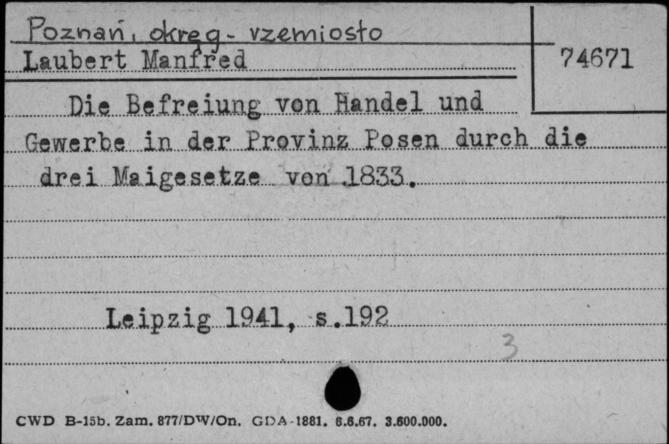 Poznań, okręg - rzemiosło
Laubert Manfred
74671
Die Befreiung von Handel und
Gewerbe in der Provinz Posen durch die
drei Maigesetze von 1833.
Leipzig 1941, s.192
3
CWD B-15b. Zam. 877/DW/On. GDA-1881. 6.6.67. 3.600.000.